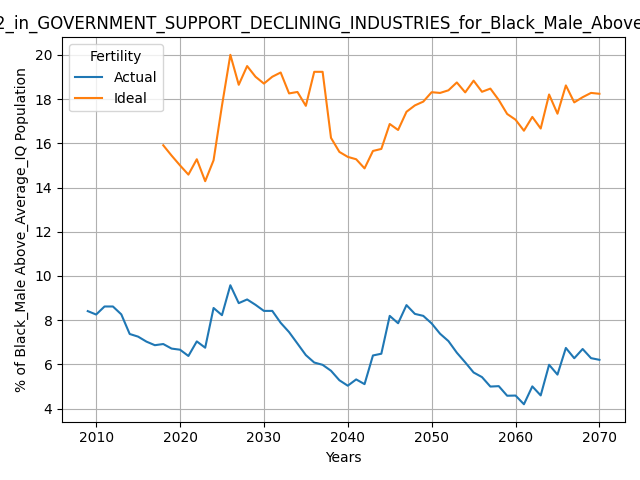 2_in_GOVERNMENT_SUPPORT_DECLINING_INDUSTRIES_for_Black_Male_Above
Fertility
Actual
Ideal
% of Black_Male Above_Average_IQ Population
20
18
16
14
12
10
8
6
4
2010 2020 2030 2040 2050 2060 2070
Years